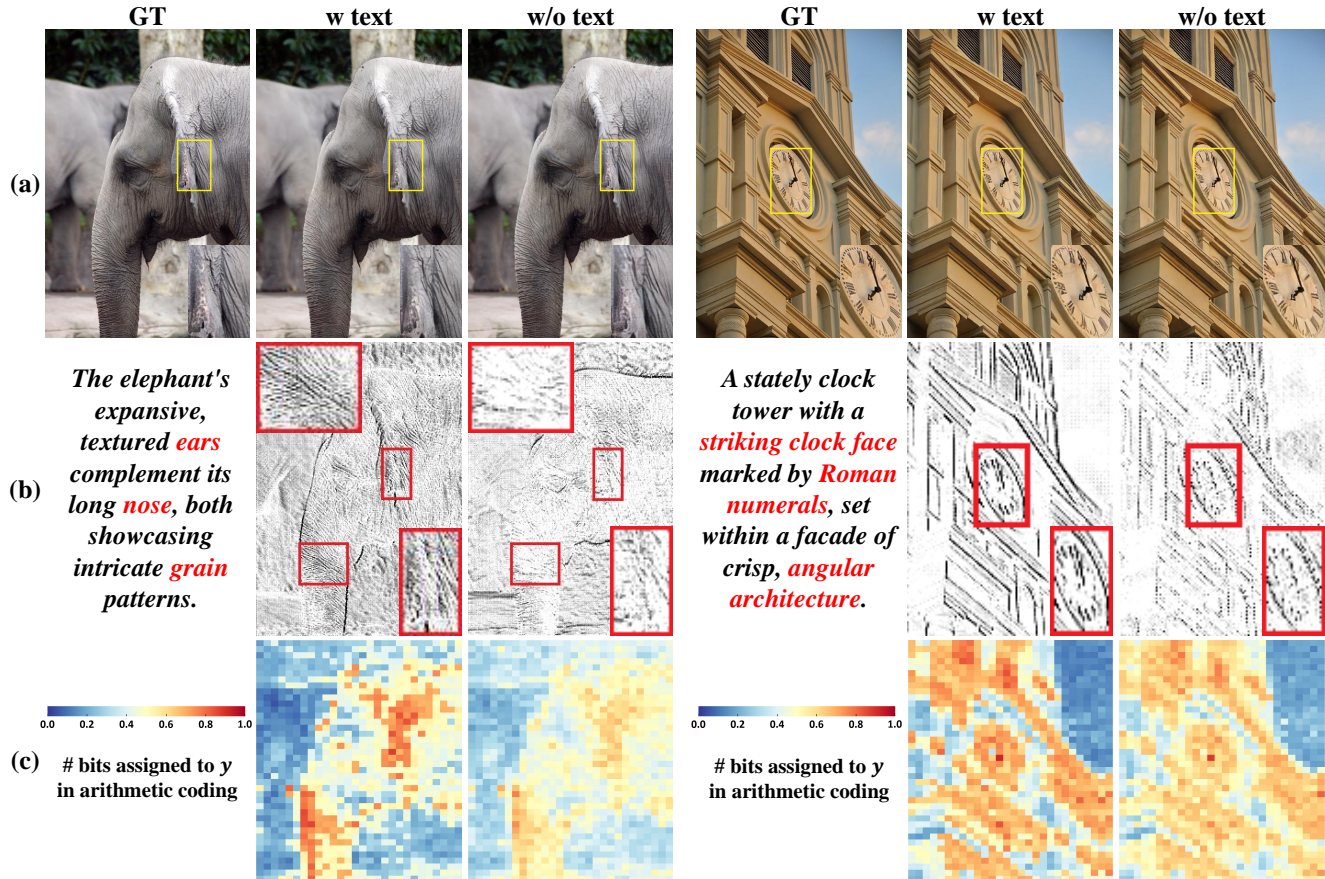 GT w text w/o text GT w text w/o text
(a)
(b)
The elephant's
expansive,
textured ears
complement its
long nose, both
showcasing
intricate grain
patterns.
A stately clock
tower with a
striking clock face
marked by Roman
numerals, set
within a facade of
crisp, angular
architecture.
(c)
0.0 0.2 0.4 0.6 0.8 1.0
# bits assigned to y
in arithmetic coding
0.0 0.2 0.4 0.6 0.8 1.0
# bits assigned to y
in arithmetic coding